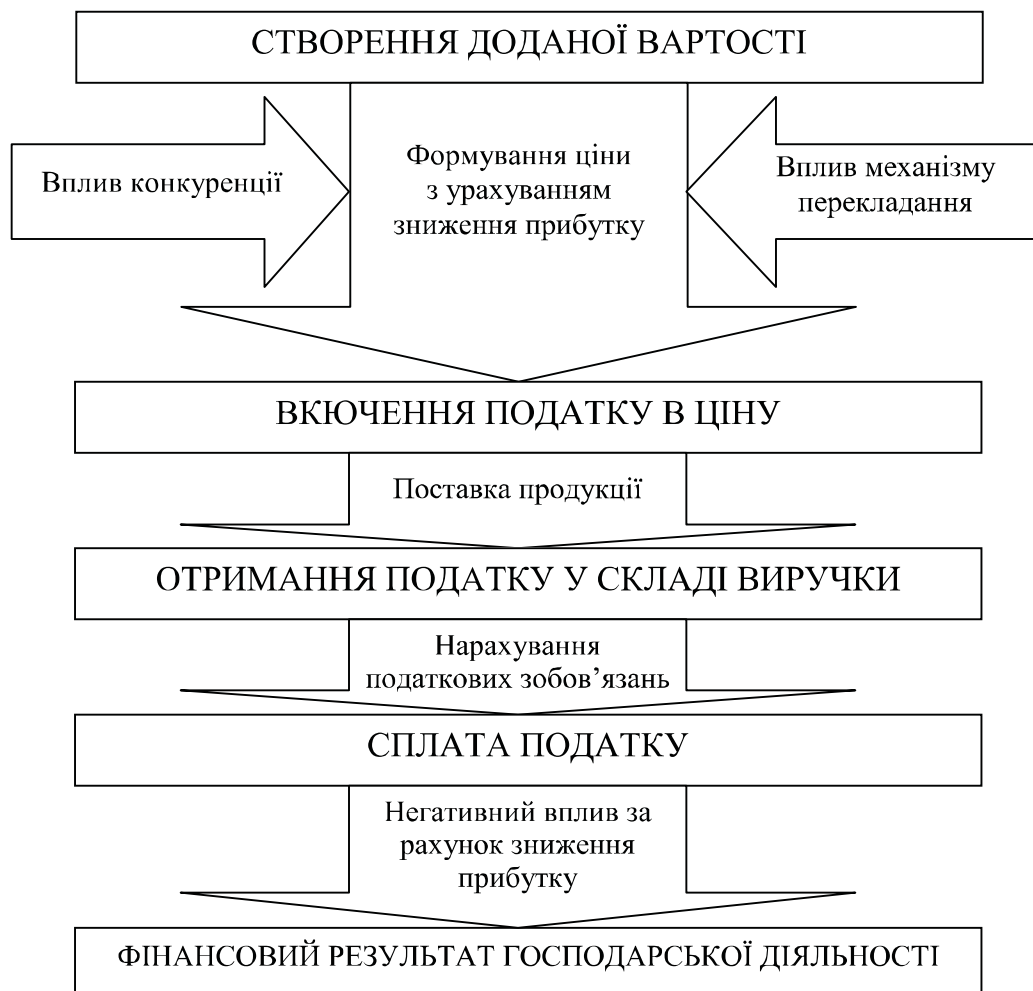 СТВОРЕННЯ ДОДАНОЇ ВАРТОСТІ
Вплив конкуренції
Формування ціни
з урахуванням
зниження прибутку
Вплив механізму
перекладання
ВКЮЧЕННЯ ПОДАТКУ В ЦІНУ
Поставка продукції
ОТРИМАННЯ ПОДАТКУ У СКЛАДІ ВИРУЧКИ
Нарахування
податкових зобов’язань
СПЛАТА ПОДАТКУ
Негативний вплив за
рахунок зниження
прибутку
ФІНАНСОВИЙ РЕЗУЛЬТАТ ГОСПОДАРСЬКОЇ ДІЯЛЬНОСТІ